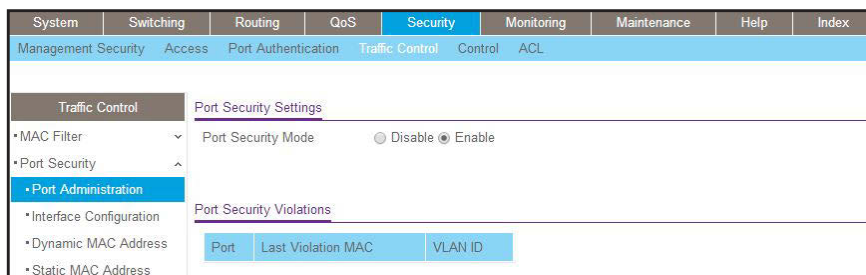 System Switching Routing QoS Security Monitoring Maintenance Help Index
Management Security Access Port Authentication Traffic Control Control ACL
Traffic Control
MAC Filter
Port Security
Port Administration
Interface Configuration
Dynamic MAC Address
Static MAC Address
Port Security Settings
Port Security Mode Disable Enable
Port Security Violations
Port Last Violation MAC VLAN ID